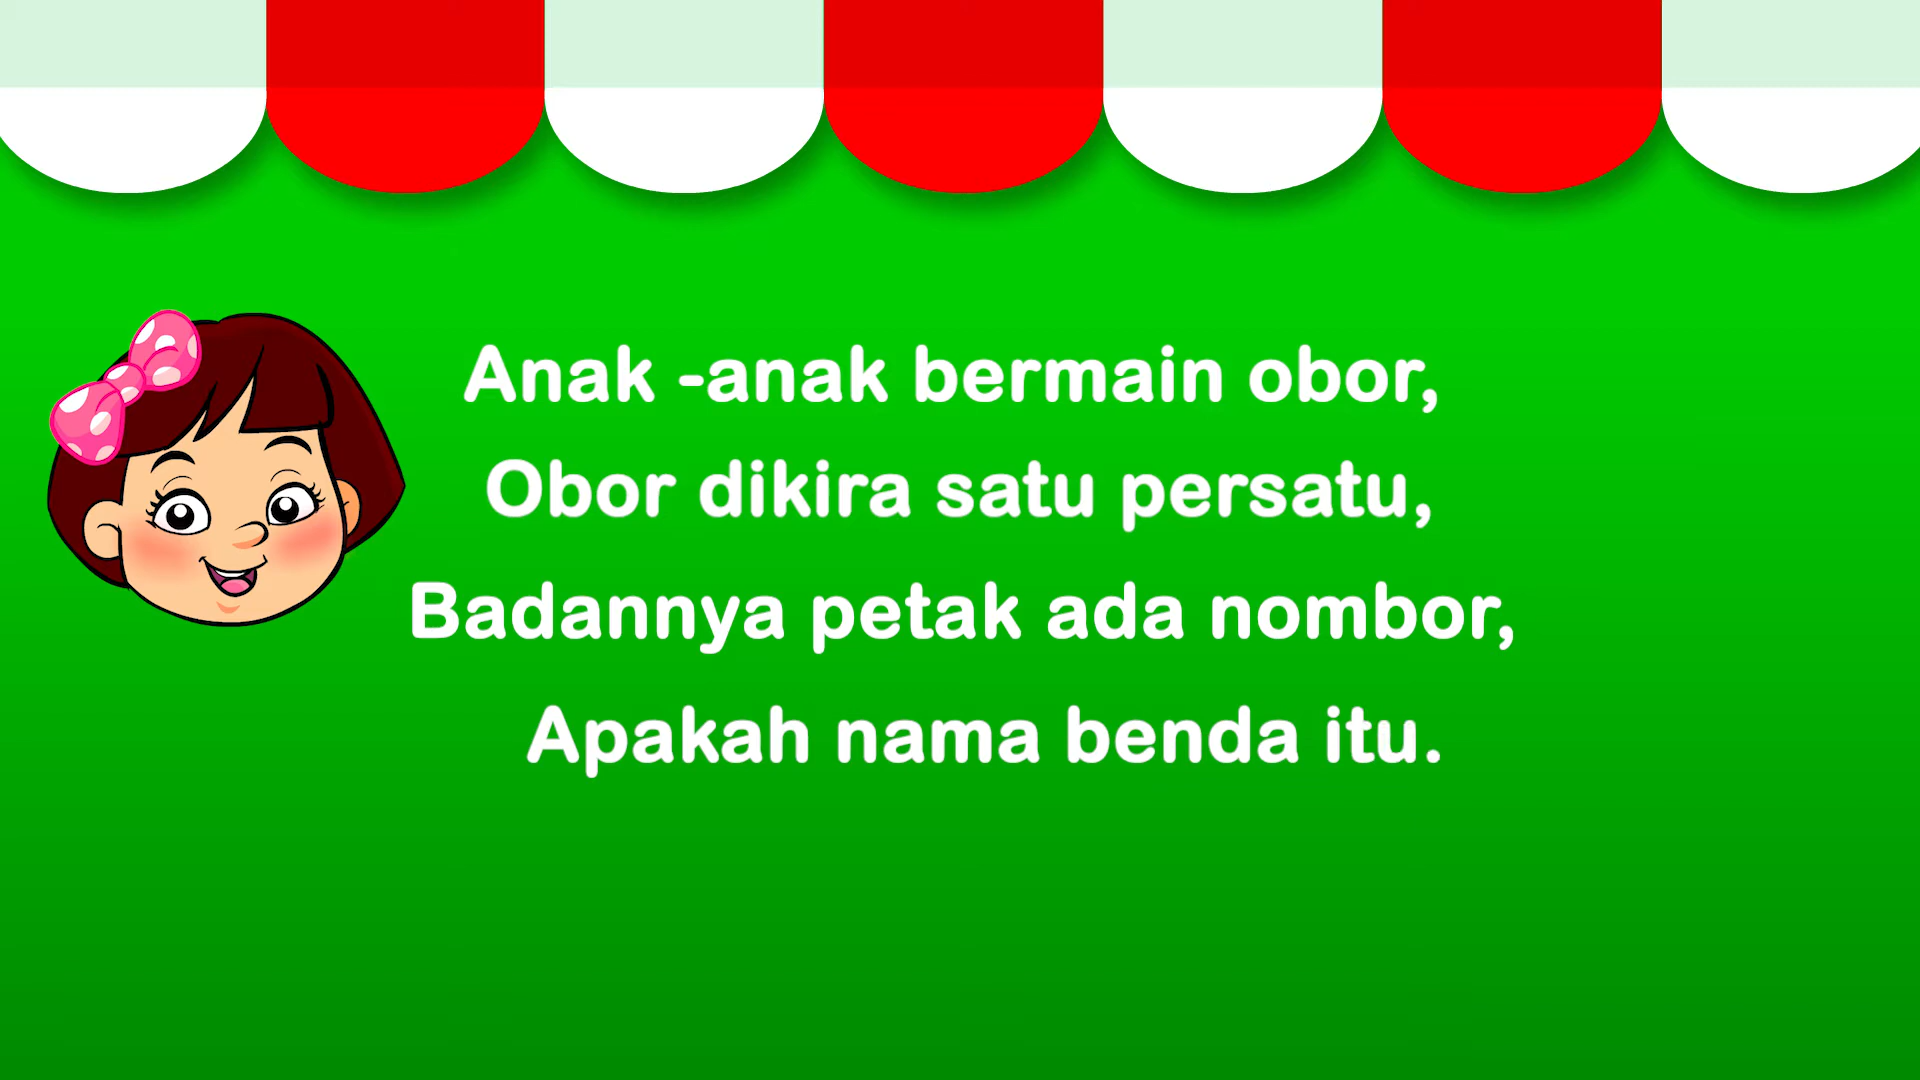 Anak -anak bermain obor,
Obor dikira satu persatu,
Badannya petak ada nombor,
Apakah nama benda itu.